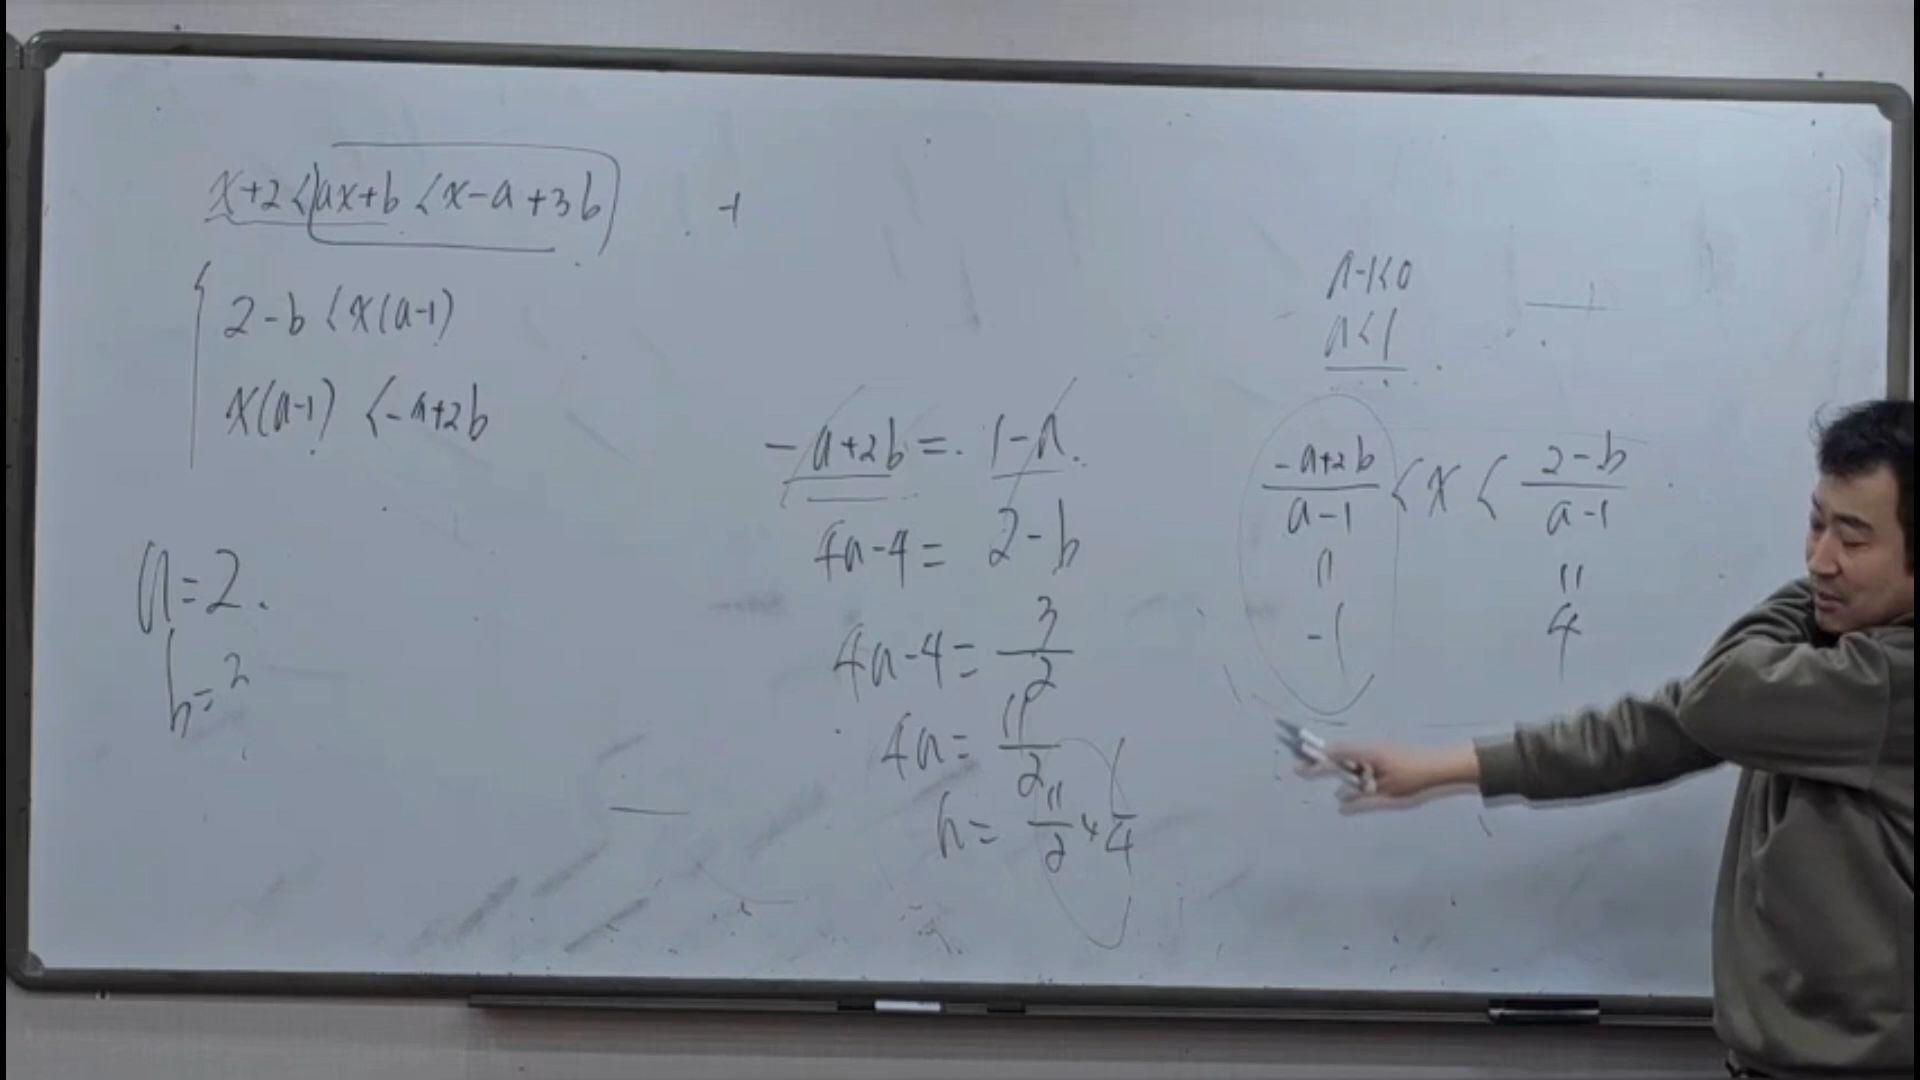 x+2<ax+b<x-a+3b
2-b<x(a-1)
x(a-1)<-a+2b
a=2.
b=2
-a+2b=1-a
4a-4=2-b
4a-4=3/2
4a=11/2
a=11/2×1/4
a-1<0
a<1
(-a+2b)/(a-1)<x<(2-b)/(a-1)
॥ ॥
-1 4